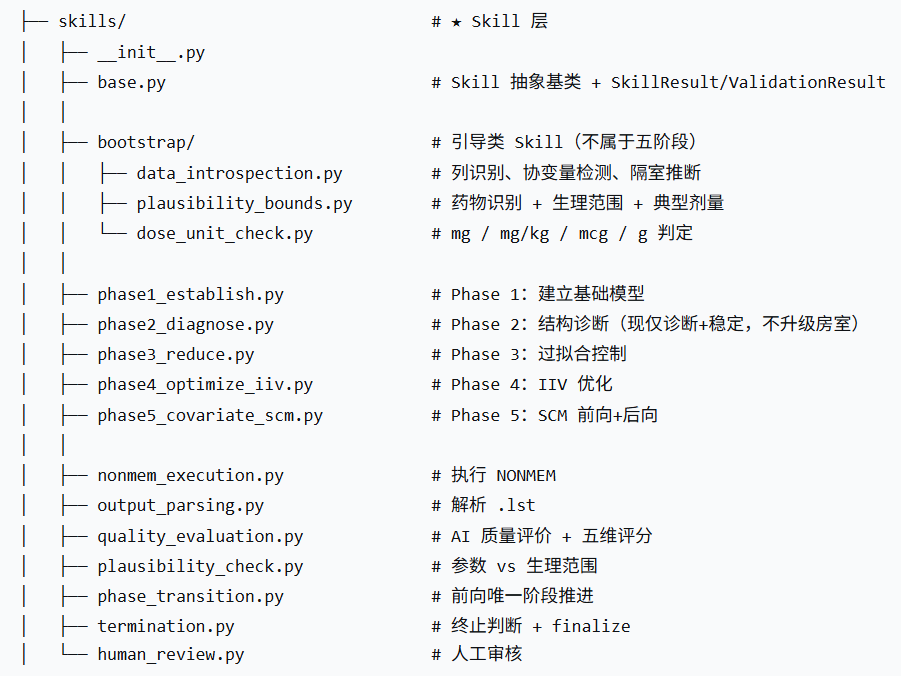 ├── skills/ # ★ Skill 层
│ ├── __init__.py
│ ├── base.py # Skill 抽象基类 + SkillResult/ValidationResult
│ │
│ ├── bootstrap/ # 引导类 Skill（不属于五阶段）
│ │ ├── data_introspection.py # 列识别、协变量检测、隔室推断
│ │ ├── plausibility_bounds.py # 药物识别 + 生理范围 + 典型剂量
│ │ └── dose_unit_check.py # mg / mg/kg / mcg / g 判定
│ │
│ ├── phase1_establish.py # Phase 1：建立基础模型
│ ├── phase2_diagnose.py # Phase 2：结构诊断（现仅诊断+稳定，不升级房室）
│ ├── phase3_reduce.py # Phase 3：过拟合控制
│ ├── phase4_optimize_iiv.py # Phase 4：IIV 优化
│ ├── phase5_covariate_scm.py # Phase 5：SCM 前向+后向
│ │
│ ├── nonmem_execution.py # 执行 NONMEM
│ ├── output_parsing.py # 解析 .lst
│ ├── quality_evaluation.py # AI 质量评价 + 五维评分
│ ├── plausibility_check.py # 参数 vs 生理范围
│ ├── phase_transition.py # 前向唯一阶段推进
│ ├── termination.py # 终止判断 + finalize
│ └── human_review.py # 人工审核